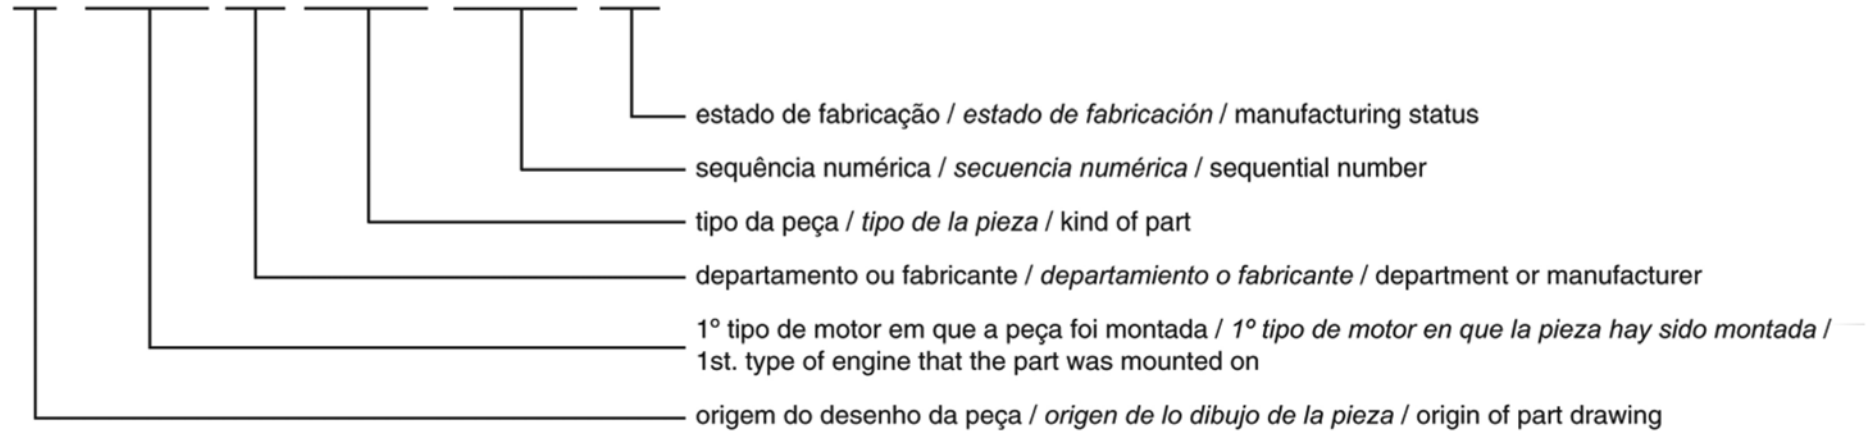 estado de fabricação / estado de fabricación / manufacturing status
sequência numérica / secuencia numérica / sequential number
tipo da peça / tipo de la pieza / kind of part
departamento ou fabricante / departamiento o fabricante / department or manufacturer
1º tipo de motor em que a peça foi montada / 1º tipo de motor en que la pieza hay sido montada /
1st. type of engine that the part was mounted on
origem do desenho da peça / origen de lo dibujo de la pieza / origin of part drawing